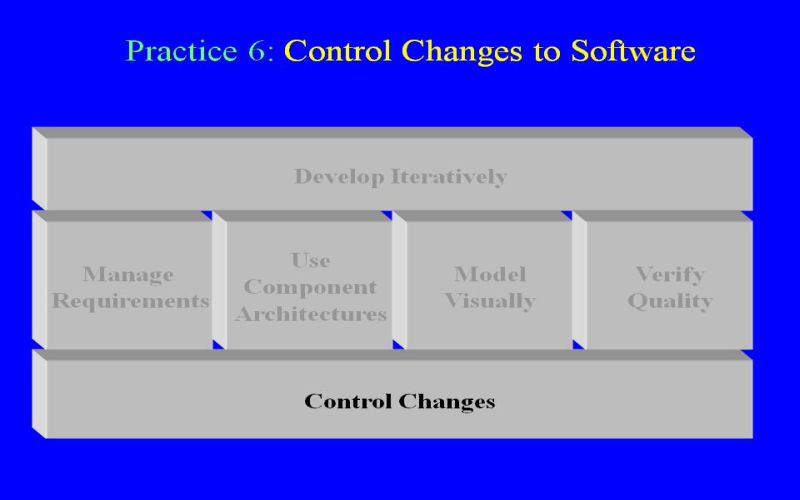 Practice 6: Control Changes to Software
Develop Iteratively
Manage
Requirements
Use
Component
Architectures
Model
Visually
Verify
Quality
Control Changes